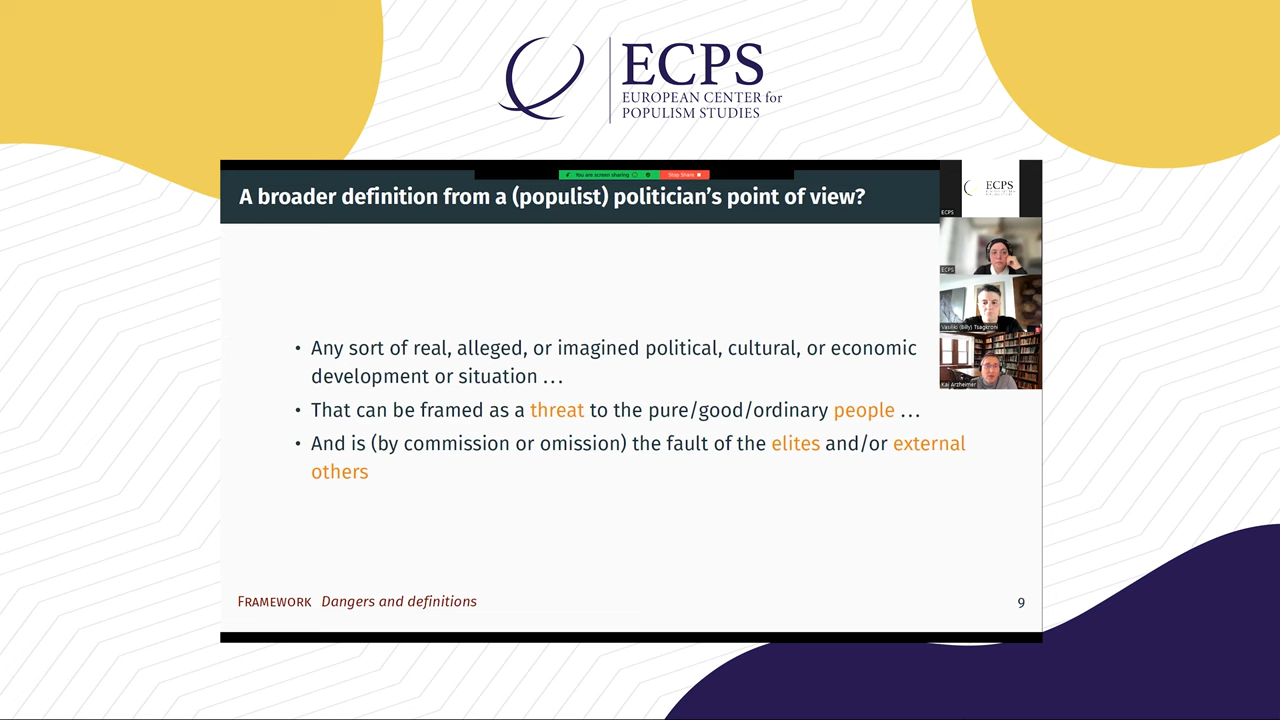 ECPS
EUROPEAN CENTER for
POPULISM STUDIES
You are screen sharing
Stop Share
A broader definition from a (populist) politician's point of view?
ECPS
ECPS
ECPS
Vasiliki (Billy) Tsagkroni
Kai Arzheimer
• Any sort of real, alleged, or imagined political, cultural, or economic
development or situation …
• That can be framed as a threat to the pure/good/ordinary people …
• And is (by commission or omission) the fault of the elites and/or external
others
FRAMEWORK Dangers and definitions
9